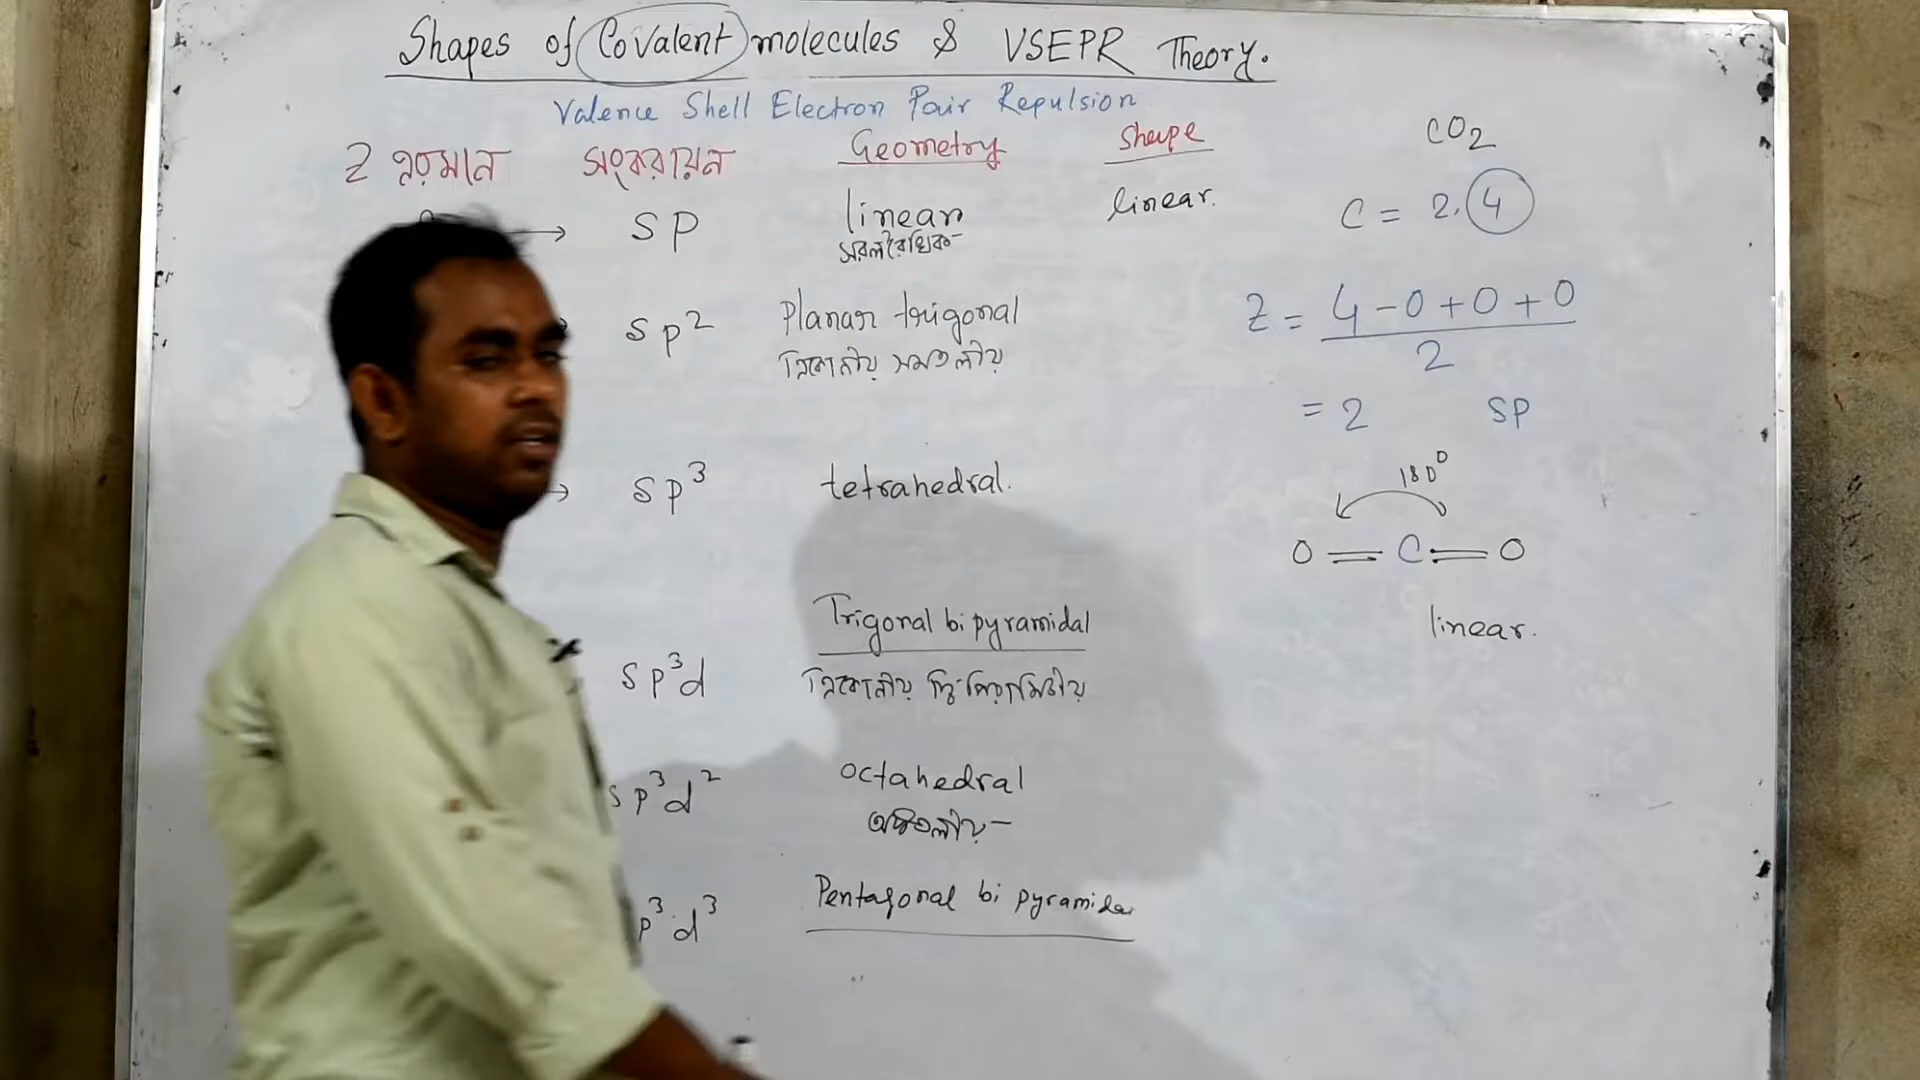 Shapes of Covalent molecules & VSEPR Theory.
Valence Shell Electron Pair Repulsion
Z এর মান সংকরায়ন Geometry Shape
→ sp linear linear.
সরলরৈখিক
sp² Planar trigonal
ত্রিকোনীয় সমতলীয়
→ sp³ tetrahedral.
sp³d Trigonal bi pyramidal
ত্রিকোনীয় দ্বি-পিরামিডীয়
sp³d² octahedral
অষ্টতলীয়
p³d³ Pentagonal bi pyramidal
CO₂
C = 2. 4
Z = 4 - 0 + 0 + 0
2
= 2 SP
180°
O = C = O
linear.